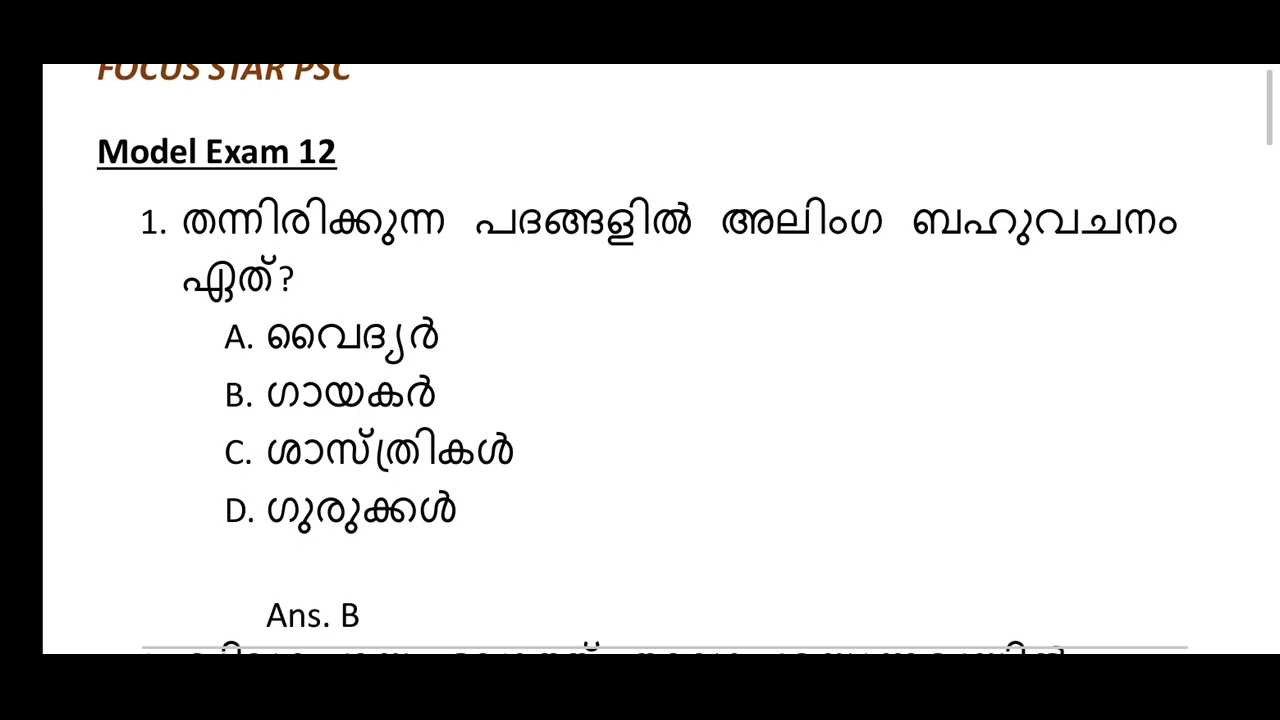 FOCUS STAR PSC
Model Exam 12
1. തന്നിരിക്കുന്ന പദങ്ങളിൽ അലിംഗ ബഹുവചനം
ഏത്?
A. വൈദ്യർ
B. ഗായകർ
C. ശാസ്ത്രികൾ
D. ഗുരുക്കൾ
Ans. B